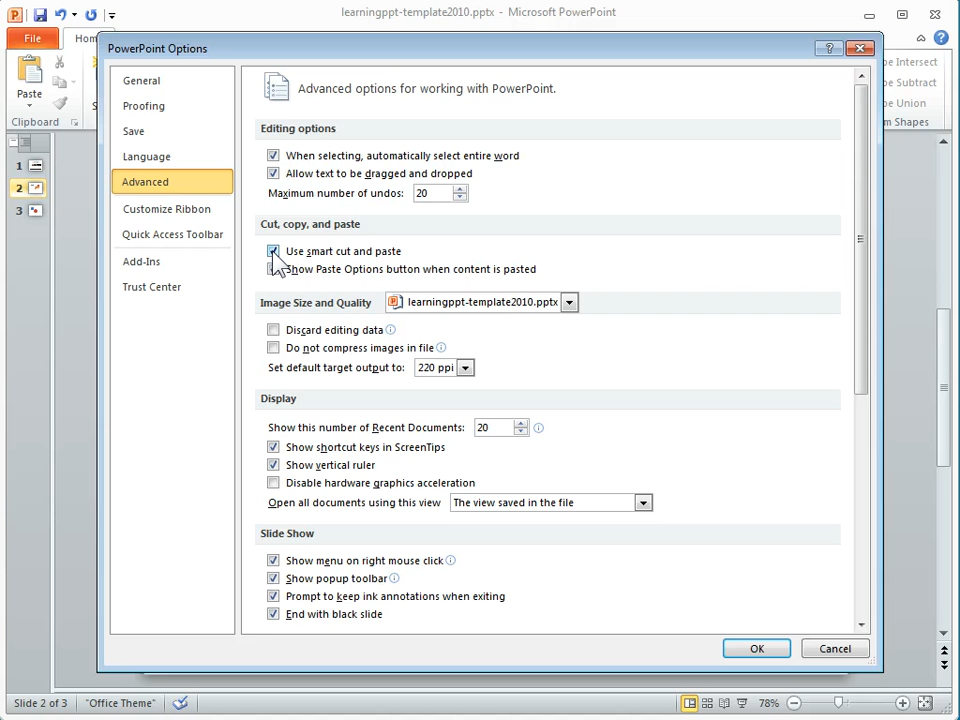 learningppt-template2010.pptx - Microsoft PowerPoint
File
Hom
Paste
Clipboard
PowerPoint Options
General
Proofing
Save
Language
Advanced
Customize Ribbon
Quick Access Toolbar
Add-Ins
Trust Center
Advanced options for working with PowerPoint.
Editing options
When selecting, automatically select entire word
Allow text to be dragged and dropped
Maximum number of undos: 20
Cut, copy, and paste
Use smart cut and paste
Show Paste Options button when content is pasted
Image Size and Quality learningppt-template2010.pptx
Discard editing data
Do not compress images in file
Set default target output to: 220 ppi
Display
Show this number of Recent Documents: 20
Show shortcut keys in ScreenTips
Show vertical ruler
Disable hardware graphics acceleration
Open all documents using this view The view saved in the file
Slide Show
Show menu on right mouse click
Show popup toolbar
Prompt to keep ink annotations when exiting
End with black slide
OK Cancel
pe Intersect
pe Subtract
pe Union
m Shapes
1
2
3
Slide 2 of 3 "Office Theme" 78%